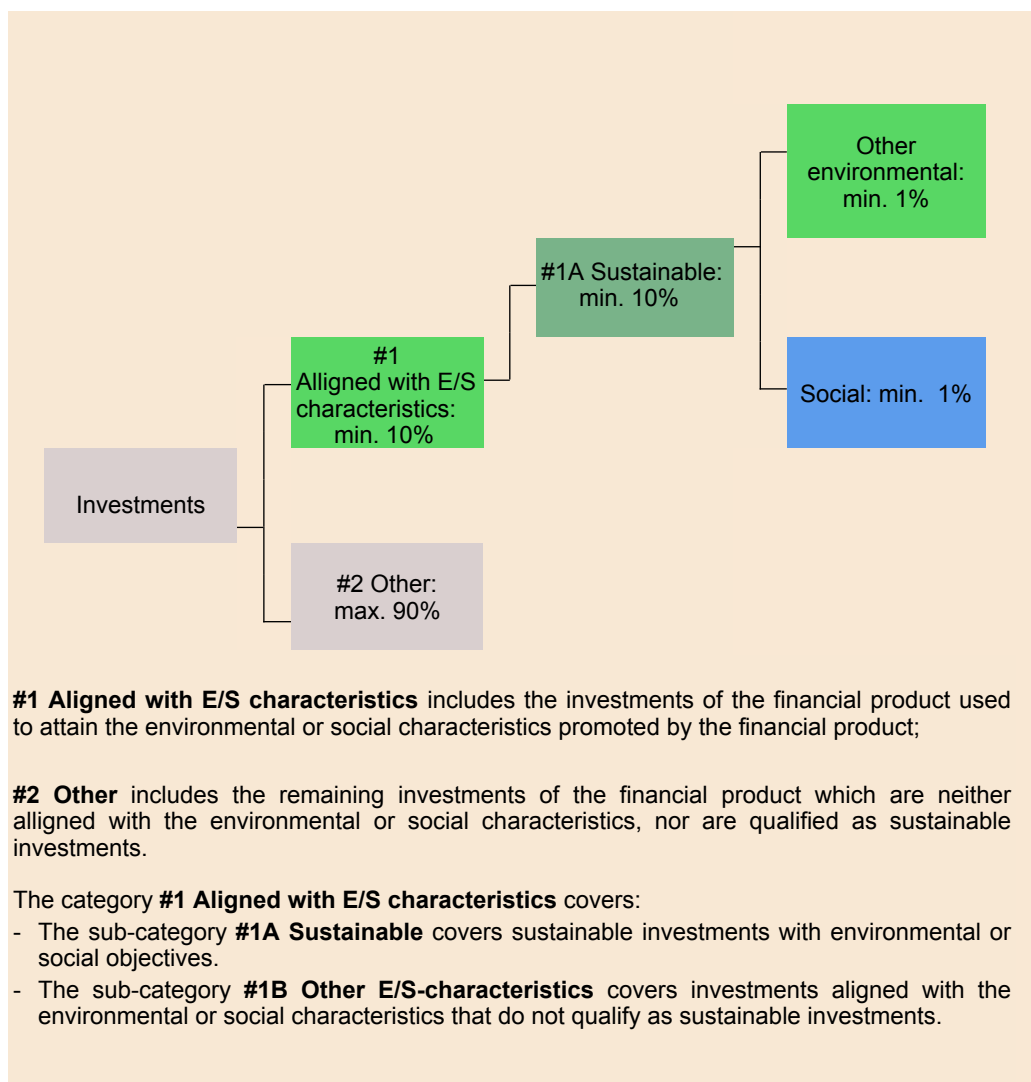 Other
environmental:
min. 1%
#1A Sustainable:
min. 10%
#1
Alligned with E/S
characteristics:
min. 10%
Social: min. 1%
Investments
#2 Other:
max. 90%
#1 Aligned with E/S characteristics includes the investments of the financial product used
to attain the environmental or social characteristics promoted by the financial product;
#2 Other includes the remaining investments of the financial product which are neither
alligned with the environmental or social characteristics, nor are qualified as sustainable
investments.
The category #1 Aligned with E/S characteristics covers:
- The sub-category #1A Sustainable covers sustainable investments with environmental or
social objectives.
- The sub-category #1B Other E/S-characteristics covers investments aligned with the
environmental or social characteristics that do not qualify as sustainable investments.